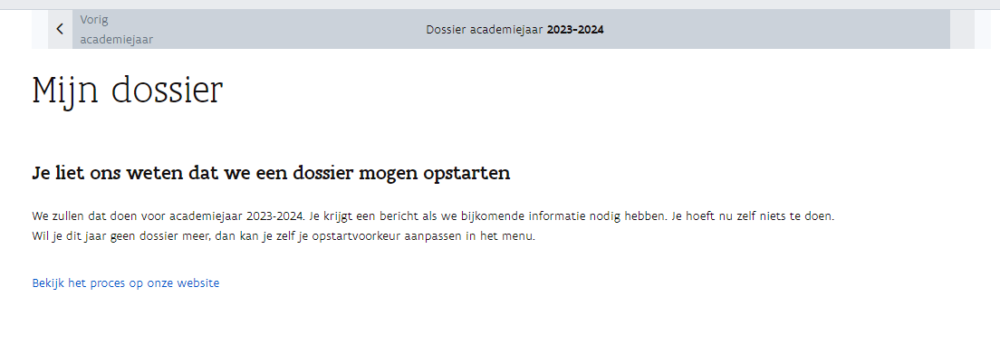 Vorig
academiejaar
Dossier academiejaar 2023-2024
Mijn dossier
Je liet ons weten dat we een dossier mogen opstarten
We zullen dat doen voor academiejaar 2023-2024. Je krijgt een bericht als we bijkomende informatie nodig hebben. Je hoeft nu zelf niets te doen.
Wil je dit jaar geen dossier meer, dan kan je zelf je opstartvoorkeur aanpassen in het menu.
Bekijk het proces op onze website